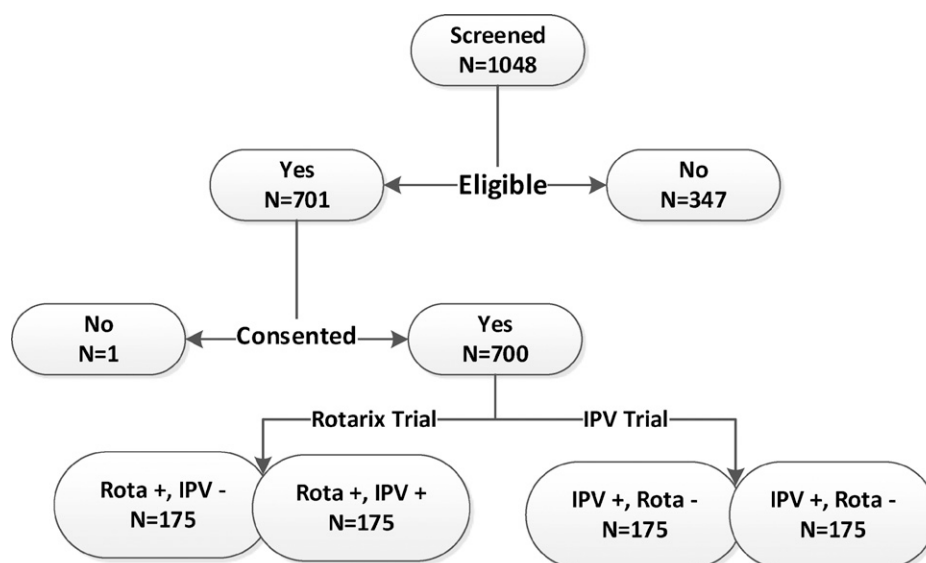 Screened
N=1048
Yes
N=701
Eligible
No
N=347
No
N=1
Consented
Yes
N=700
Rotarix Trial
IPV Trial
Rota +, IPV -
N=175
Rota +, IPV +
N=175
IPV +, Rota -
N=175
IPV +, Rota -
N=175